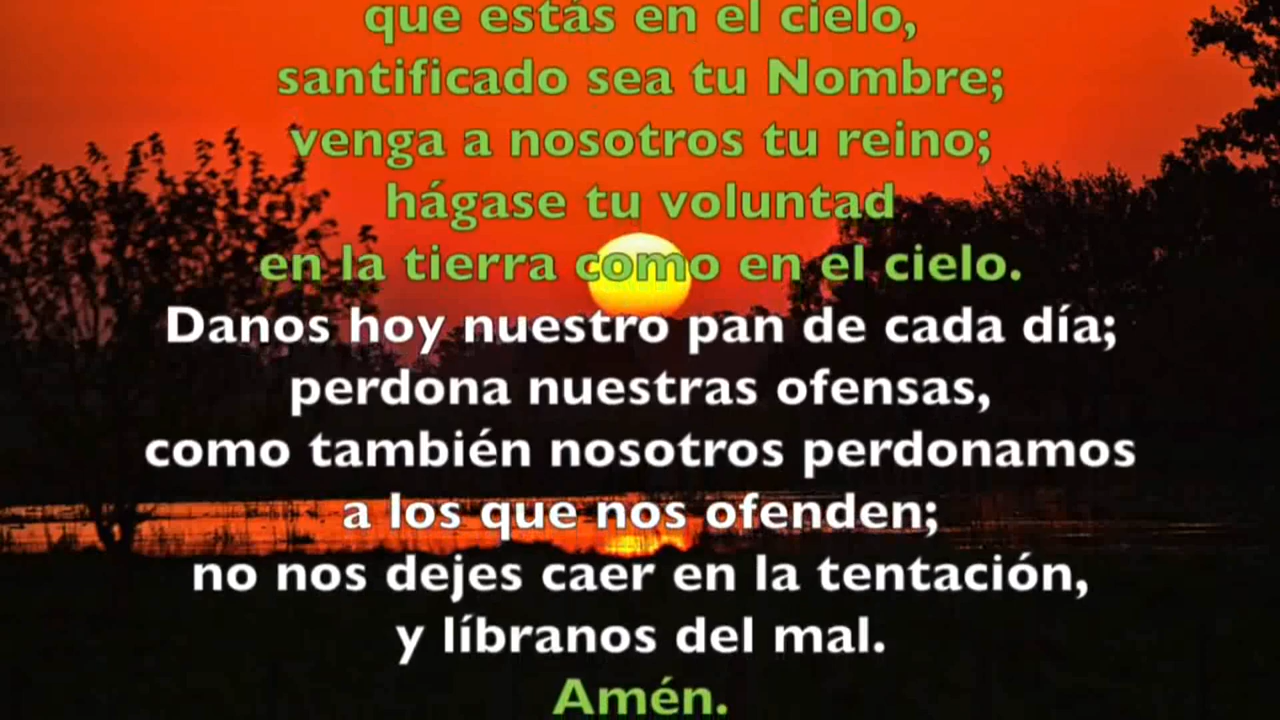 que estás en el cielo,
santificado sea tu Nombre;
venga a nosotros tu reino;
hágase tu voluntad
en la tierra como en el cielo.
Danos hoy nuestro pan de cada día;
perdona nuestras ofensas,
como también nosotros perdonamos
a los que nos ofenden;
no nos dejes caer en la tentación,
y líbranos del mal.
Amén.